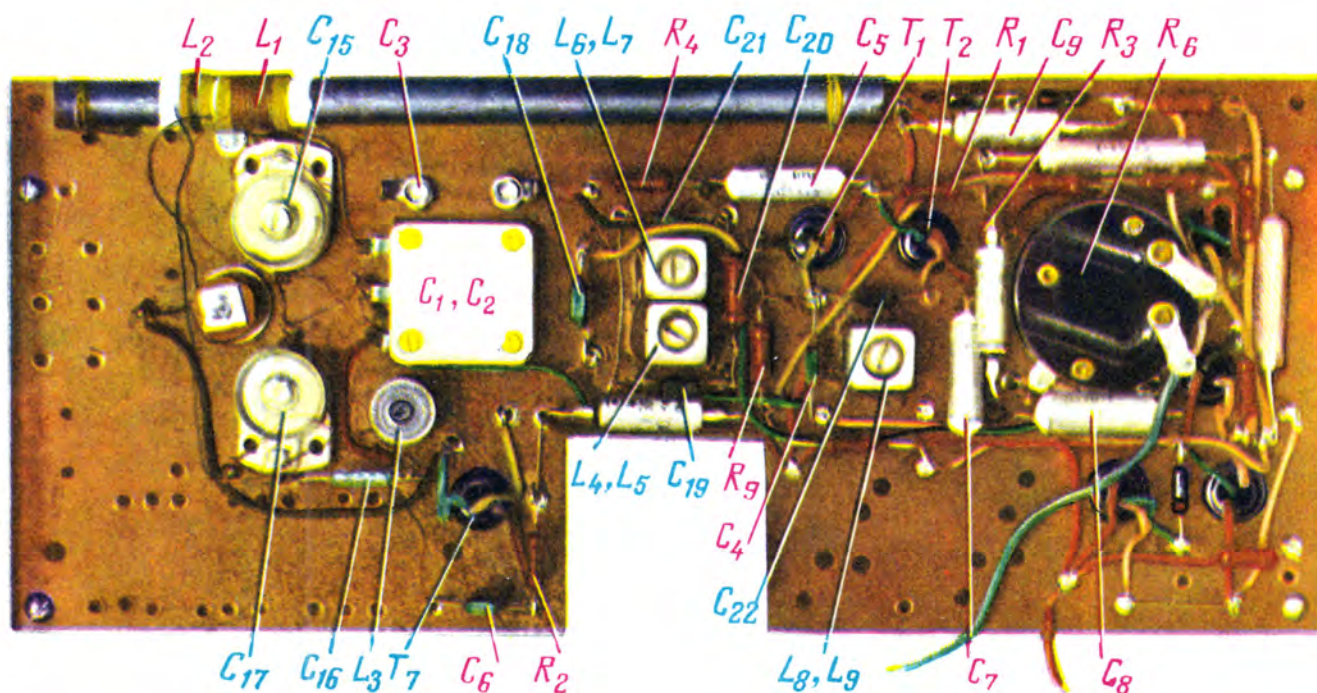 L₂ L₁ C₁₅ C₃ C₁₈ L₆, L₇ R₄ C₂₁ C₂₀ C₅ T₁ T₂ R₁ C₉ R₃ R₆
C₁, C₂
L₄, L₅ C₁₉ R₉
C₄
C₂₂
C₁₇ C₁₆ L₃ T₇ C₆ R₂ L₈, L₉ C₇ C₈